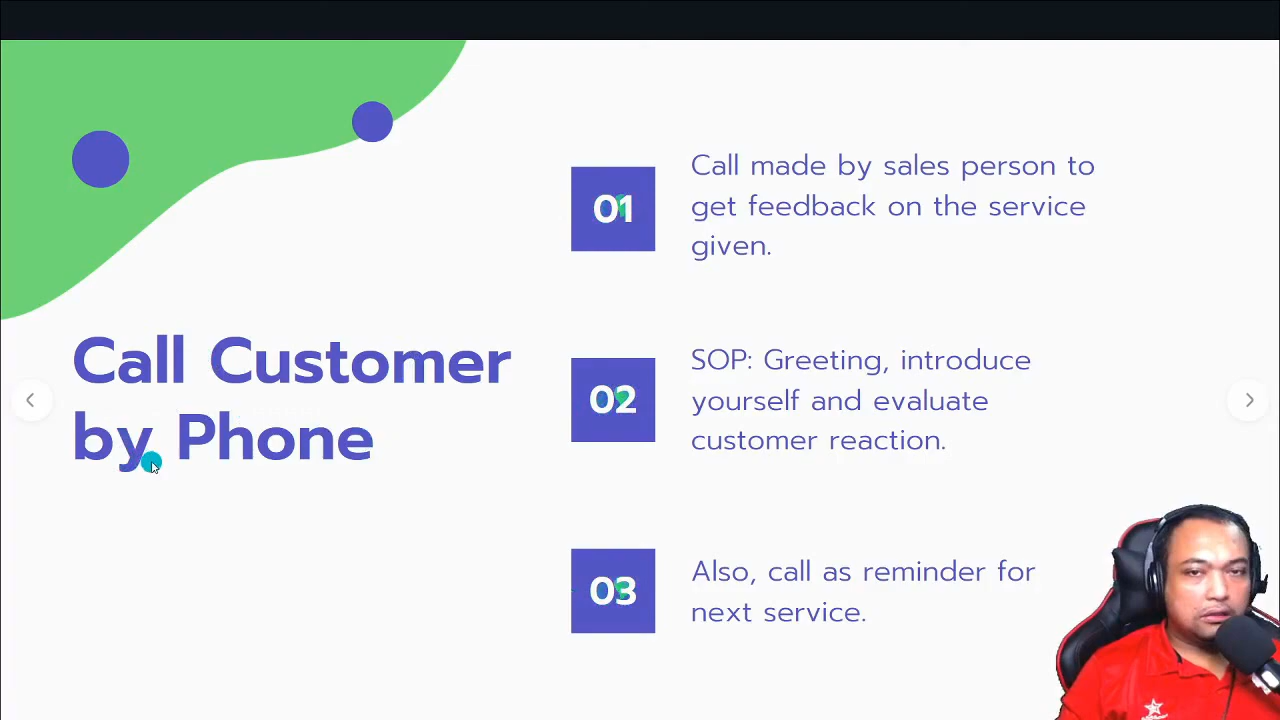 Call Customer
by Phone
01
Call made by sales person to
get feedback on the service
given.
02
SOP: Greeting, introduce
yourself and evaluate
customer reaction.
03
Also, call as reminder for
next service.